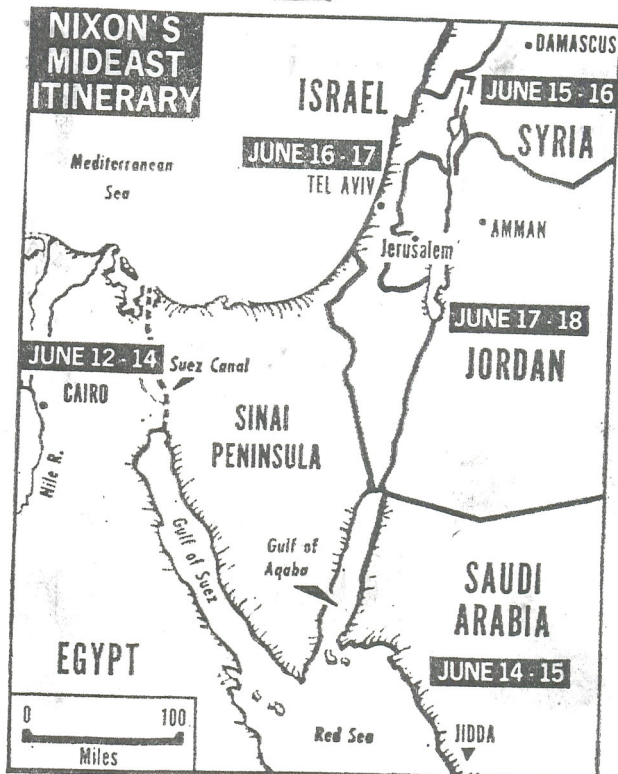 NIXON'S
MIDEAST
ITINERARY
DAMASCUS
ISRAEL
JUNE 15-16
SYRIA
JUNE 16-17
TEL AVIV
Mediterranean
Sea
AMMAN
Jerusalem
JUNE 17-18
JORDAN
JUNE 12-14
Suez Canal
CAIRO
SINAI
PENINSULA
Nile R.
Gulf of Suez
Gulf of
Aqaba
SAUDI
ARABIA
EGYPT
JUNE 14-15
0 100
Miles
Red Sea
JIDDA